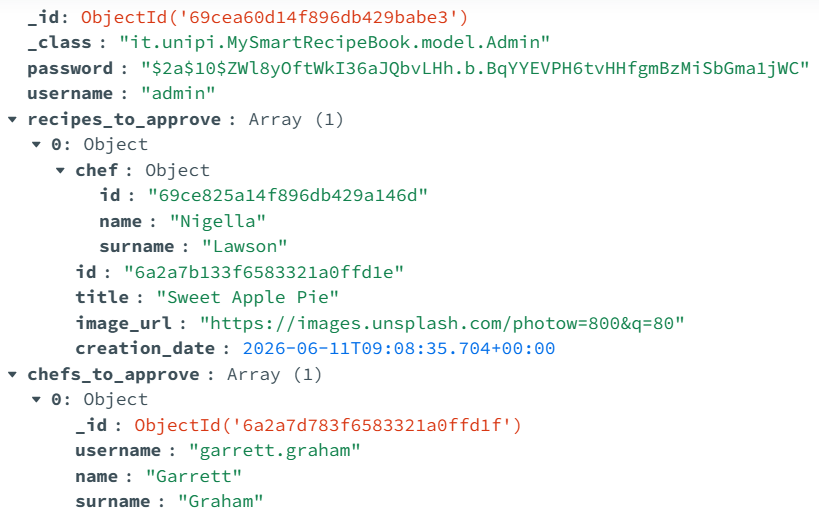 _id: ObjectId('69cea60d14f896db429babe3')
_class : "it.unipi.MySmartRecipeBook.model.Admin"
password : "$2a$10$ZWl8yOftWkI36aJQbvLHh.b.BqYYEVPH6tvHHfgmBzMiSbGma1jWC"
username : "admin"
recipes_to_approve : Array (1)
0: Object
chef : Object
id : "69ce825a14f896db429a146d"
name : "Nigella"
surname : "Lawson"
id : "6a2a7b133f6583321a0ffd1e"
title : "Sweet Apple Pie"
image_url : "https://images.unsplash.com/photow=800&q=80"
creation_date : 2026-06-11T09:08:35.704+00:00
chefs_to_approve : Array (1)
0: Object
_id : ObjectId('6a2a7d783f6583321a0ffd1f')
username : "garrett.graham"
name : "Garrett"
surname : "Graham"